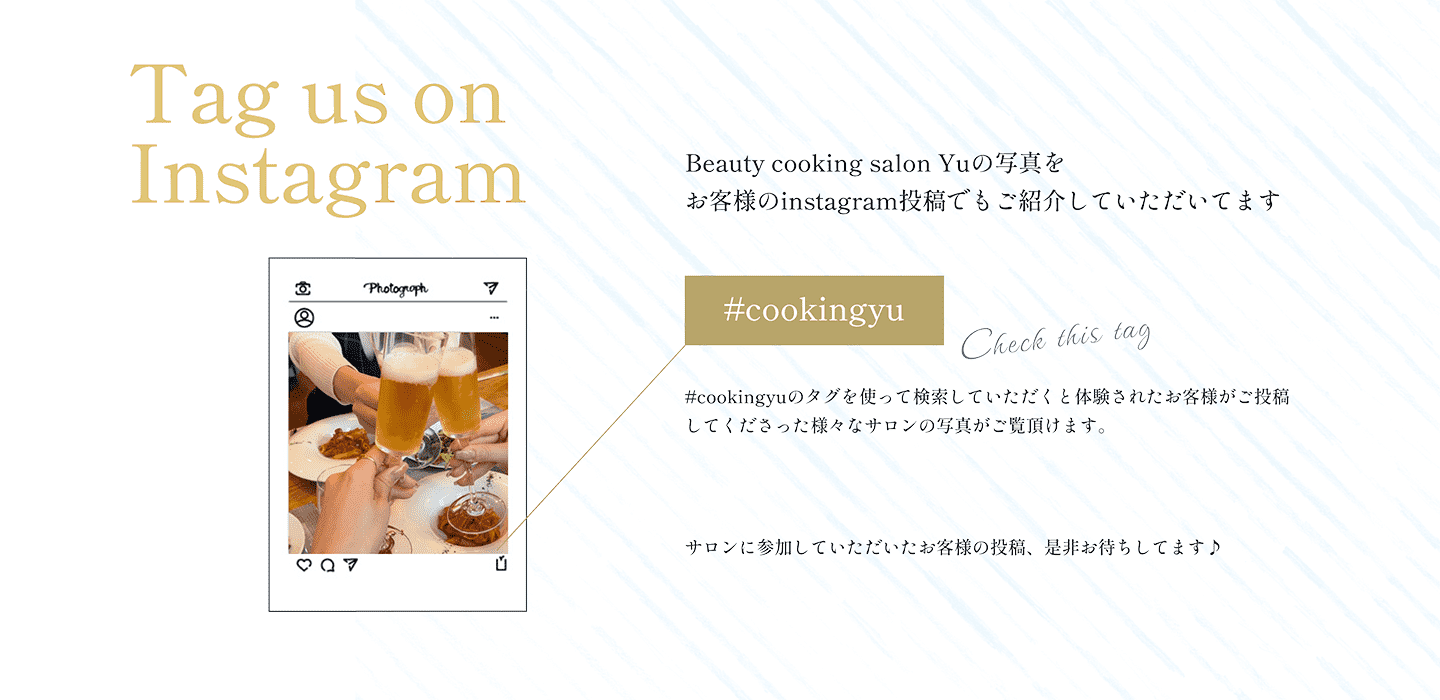 Tag us on
Instagram
Photograph
Beauty cooking salon Yuの写真を
お客様のinstagram投稿でもご紹介していただいてます
#cookingyu
Check this tag
#cookingyuのタグを使って検索していただくと体験されたお客様がご投稿
してくださった様々なサロンの写真がご覧頂けます。
サロンに参加していただいたお客様の投稿、是非お待ちしてます♪